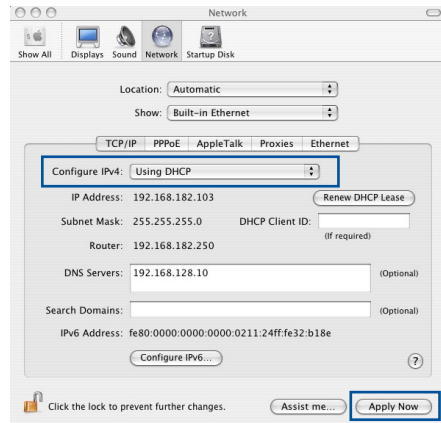 Network
Show All Displays Sound Network Startup Disk
Location: Automatic
Show: Built-in Ethernet
TCP/IP PPPoE AppleTalk Proxies Ethernet
Configure IPv4: Using DHCP
IP Address: 192.168.182.103 Renew DHCP Lease
Subnet Mask: 255.255.255.0 DHCP Client ID:
(If required)
Router: 192.168.182.250
DNS Servers: 192.168.128.10 (Optional)
Search Domains: (Optional)
IPv6 Address: fe80:0000:0000:0000:0211:24ff:fe32:b18e
Configure IPv6... ?
Click the lock to prevent further changes. Assist me... Apply Now